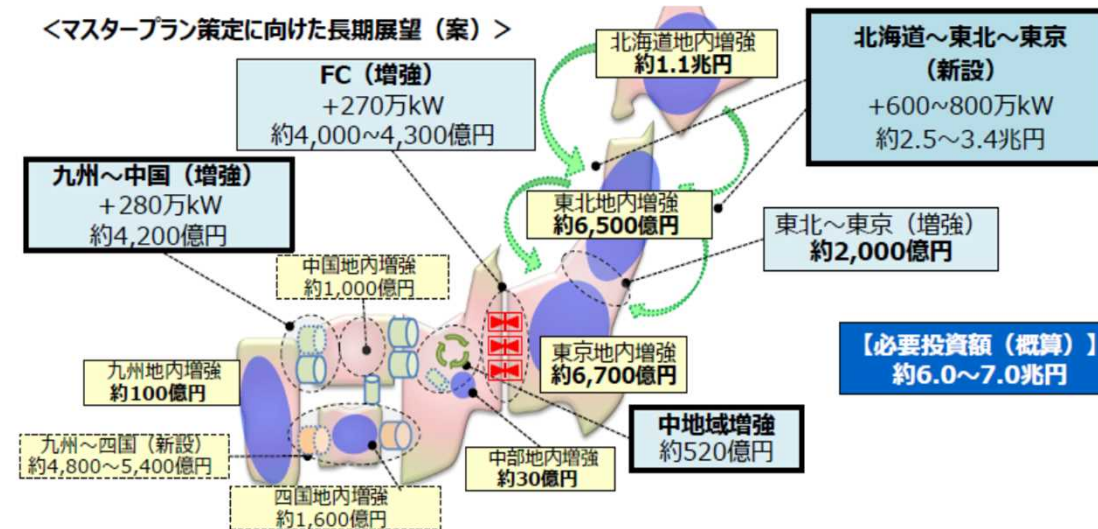 ＜マスタープラン策定に向けた長期展望（案）＞
北海道地内増強
約1.1兆円
北海道～東北～東京
（新設）
+600～800万kW
約2.5～3.4兆円
FC（増強）
+270万kW
約4,000～4,300億円
九州～中国（増強）
+280万kW
約4,200億円
東北地内増強
約6,500億円
東北～東京（増強）
約2,000億円
中国地内増強
約1,000億円
九州地内増強
約100億円
東京地内増強
約6,700億円
【必要投資額（概算）】
約6.0～7.0兆円
中地域増強
約520億円
九州～四国（新設）
約4,800～5,400億円
中部地内増強
約30億円
四国地内増強
約1,600億円